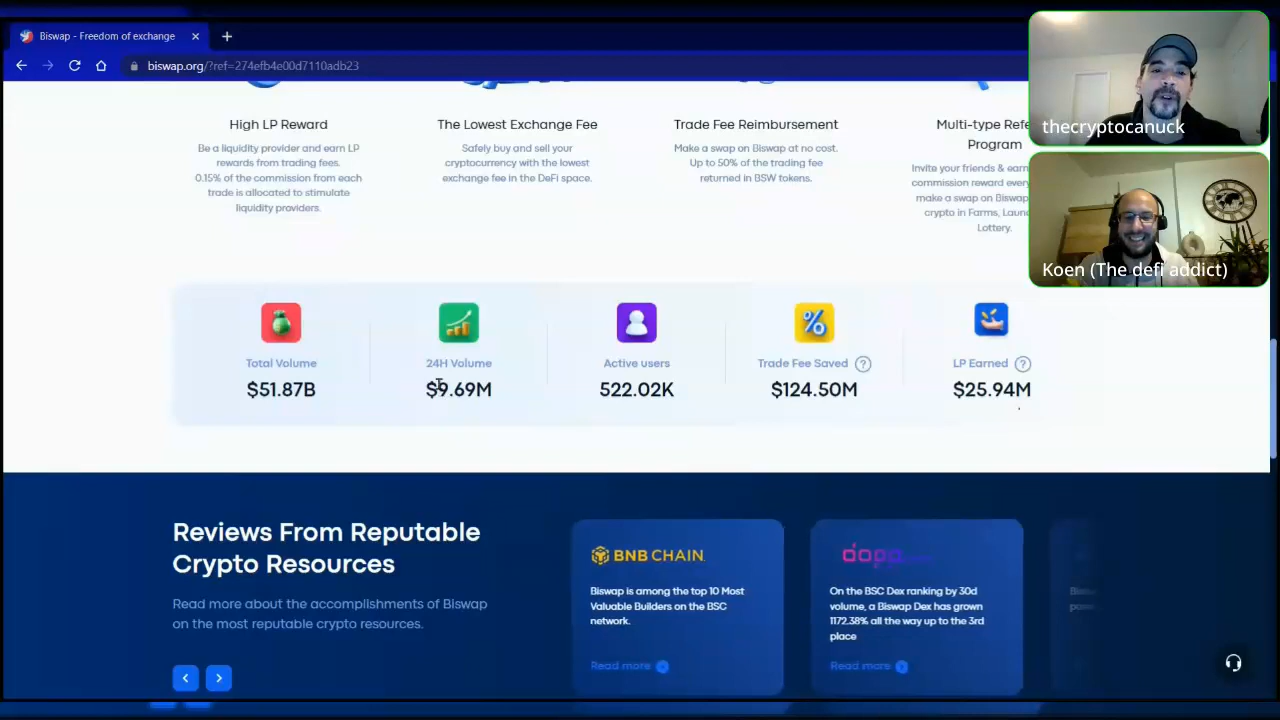 Biswap - Freedom of exchange
biswap.org/?ref=274efb4e00d7110adb23
thecryptocanuck
Koen (The defi addict)
High LP Reward
Be a liquidity provider and earn LP
rewards from trading fees.
0.15% of the commission from each
trade is allocated to stimulate
liquidity providers.
The Lowest Exchange Fee
Safely buy and sell your
cryptocurrency with the lowest
exchange fee in the DeFi space.
Trade Fee Reimbursement
Make a swap on Biswap at no cost.
Up to 50% of the trading fee
returned in BSW tokens.
Multi-type Refe
Program
Invite your friends & earn
commission reward every
make a swap on Biswap
crypto in Farms, Laun
Lottery.
Total Volume
$51.87B
24H Volume
$9.69M
Active users
522.02K
Trade Fee Saved ?
$124.50M
LP Earned ?
$25.94M
Reviews From Reputable
Crypto Resources
Read more about the accomplishments of Biswap
on the most reputable crypto resources.
BNB CHAIN
Biswap is among the top 10 Most
Valuable Builders on the BSC
network.
Read more
On the BSC Dex ranking by 30d
volume, a Biswap Dex has grown
1172.38% all the way up to the 3rd
place
Read more